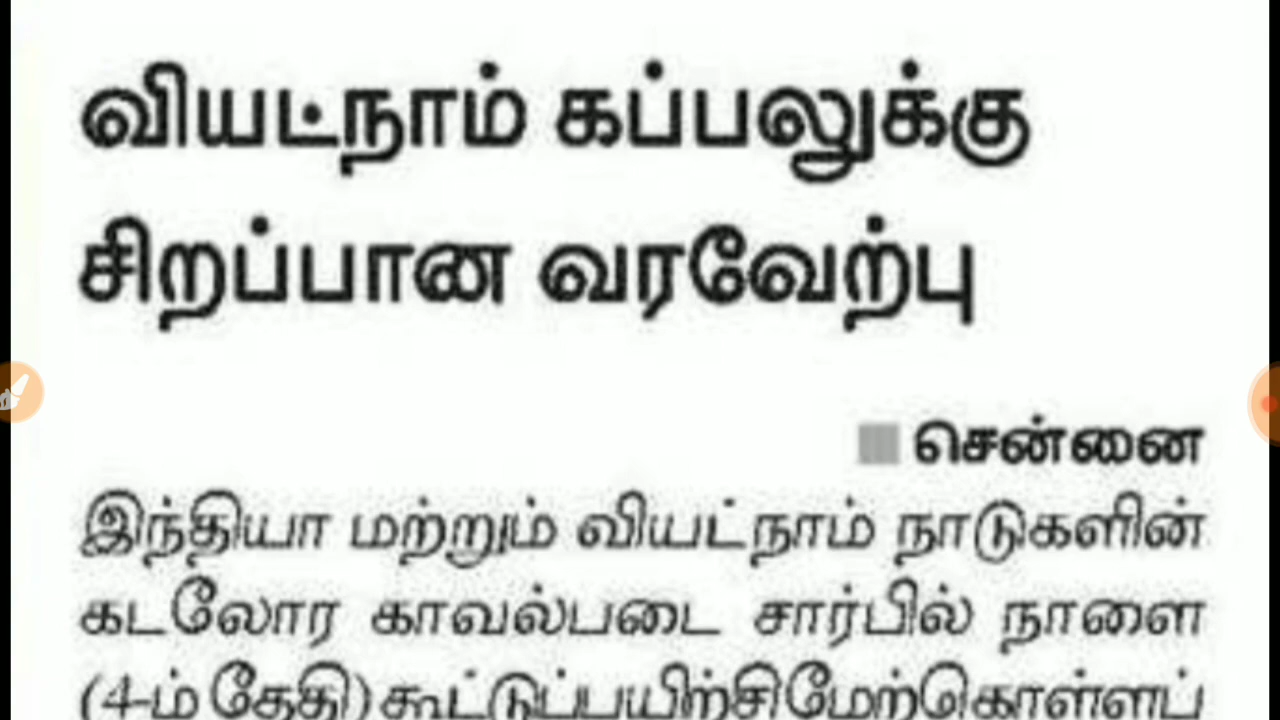 வியட்நாம் கப்பலுக்கு
சிறப்பான வரவேற்பு
சென்னை
இந்தியா மற்றும் வியட்நாம் நாடுகளின்
கடலோர காவல்படை சார்பில் நாளை
(4-ம் தேதி) கூட்டுப்பயிற்சி மேற்கொள்ளப்